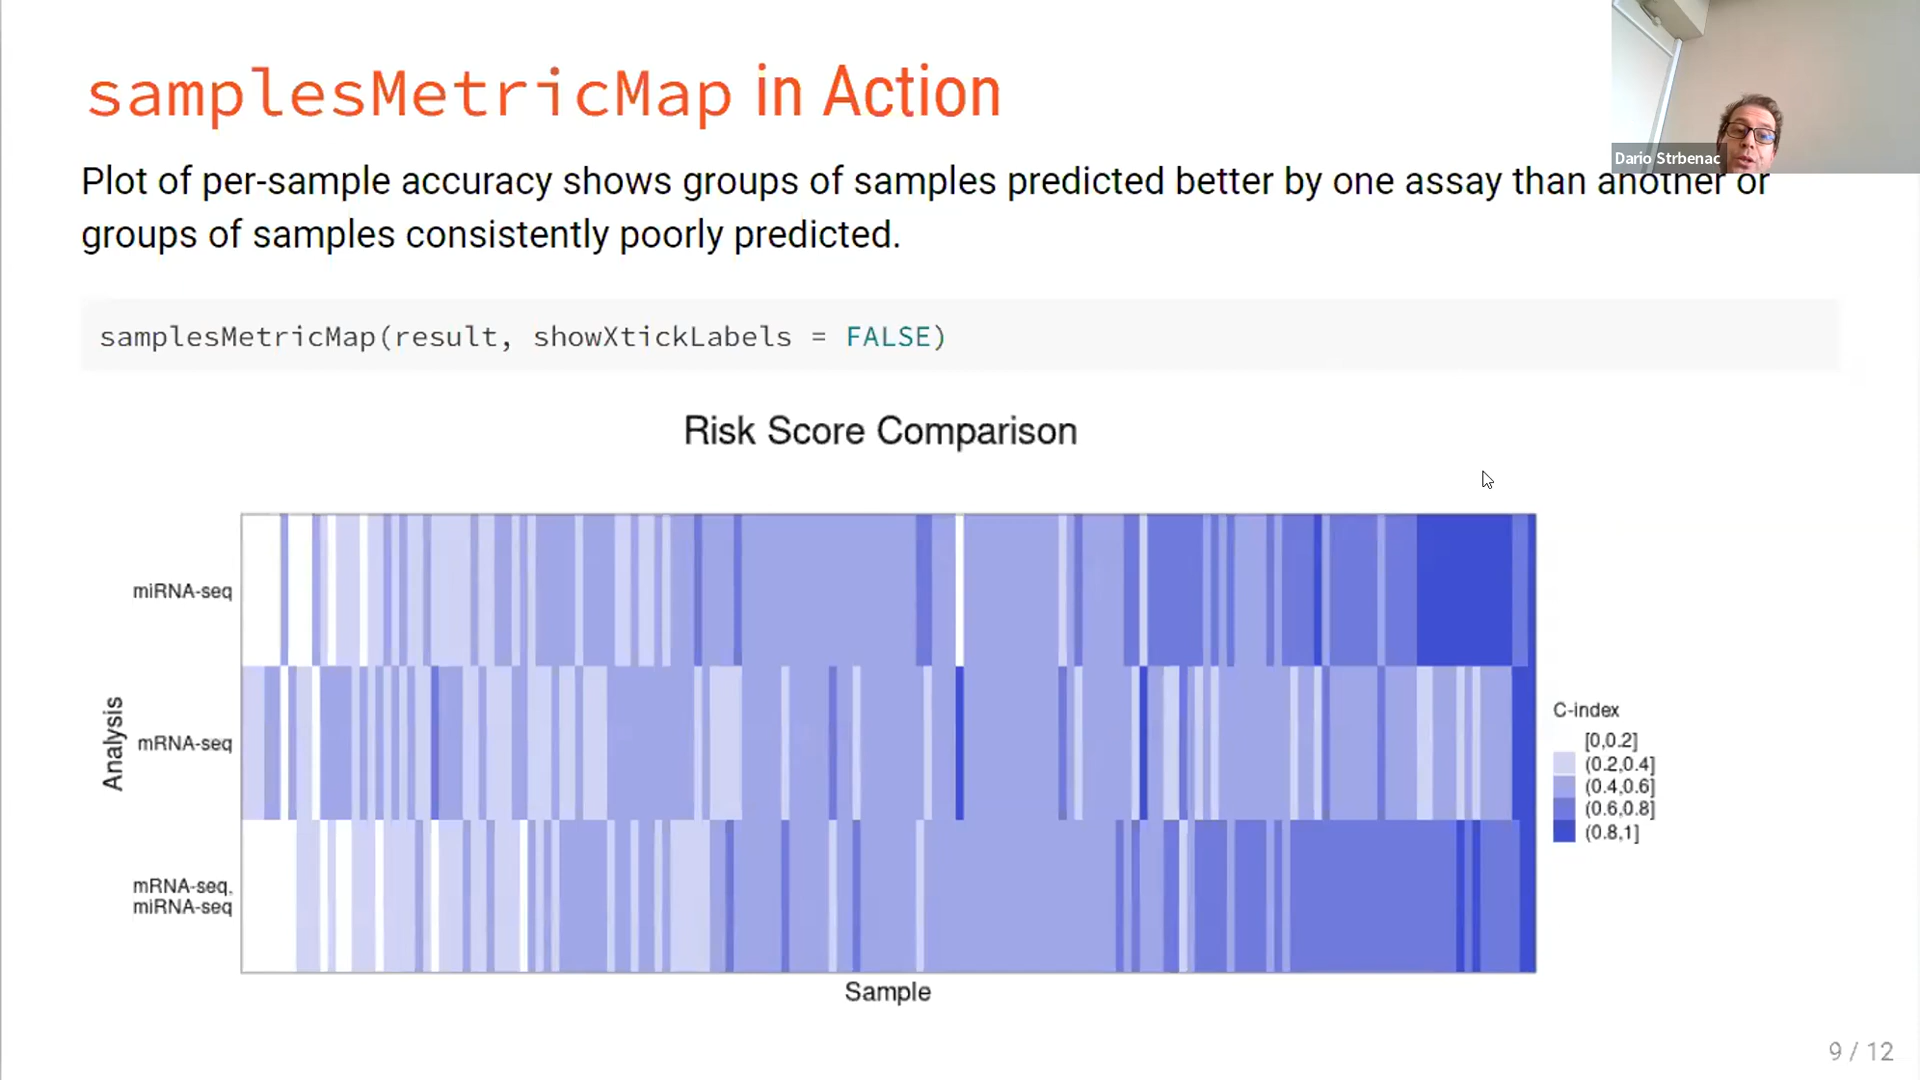 samplesMetricMap in Action
Dario Strbenac
Plot of per-sample accuracy shows groups of samples predicted better by one assay than another or
groups of samples consistently poorly predicted.
samplesMetricMap(result, showXtickLabels = FALSE)
Risk Score Comparison
miRNA-seq
mRNA-seq
mRNA-seq,
miRNA-seq
Analysis
Sample
C-index
[0,0.2]
(0.2,0.4]
(0.4,0.6]
(0.6,0.8]
(0.8,1]
9 / 12